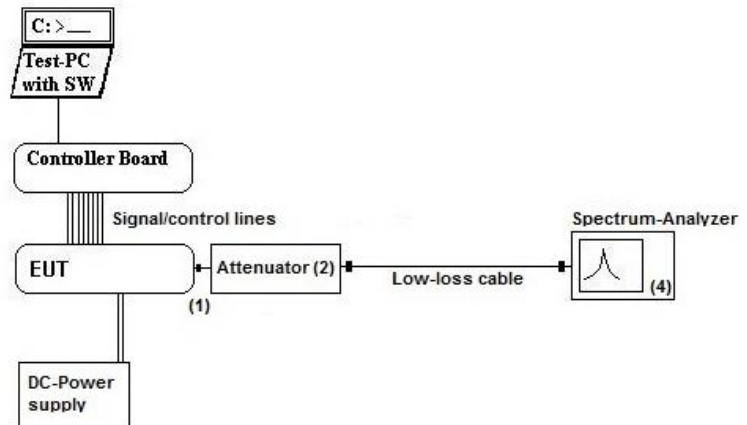 C:>__
Test-PC
with SW
Controller Board
Signal/control lines
Spectrum-Analyzer
EUT
Attenuator (2)
Low-loss cable
(4)
(1)
DC-Power
supply